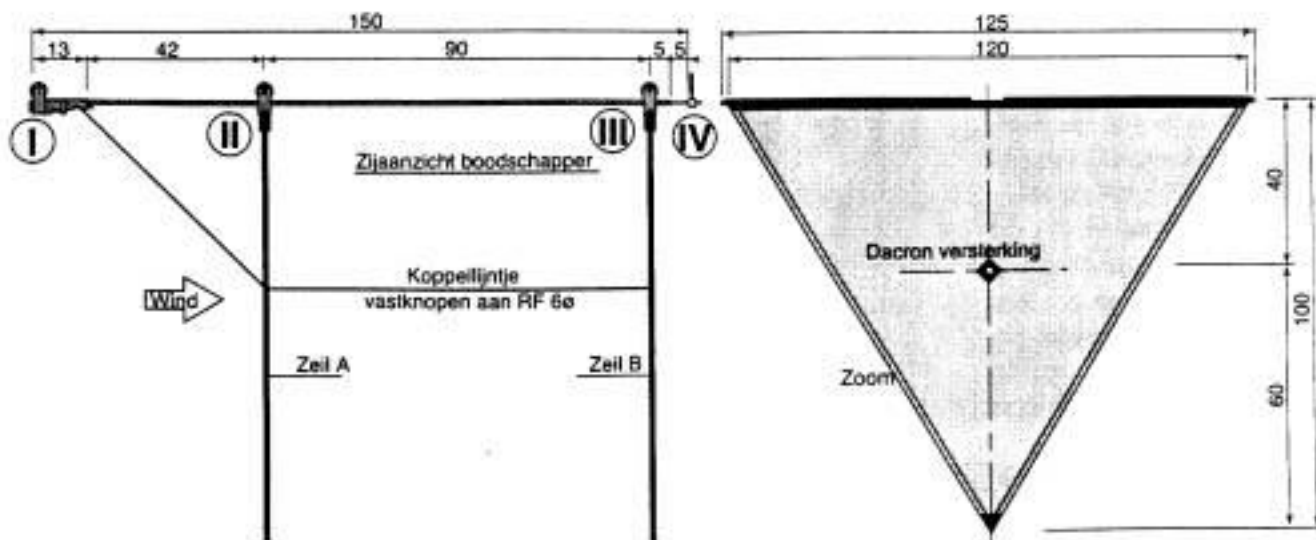 150
13 42 90 5 5
I II III IV
Zijaanzicht boodschapper
Koppellijntje
vastknopen aan RF 6ø
Wind
Zeil A Zeil B
125
120
40
Dacron versterking
100
Zoom
60